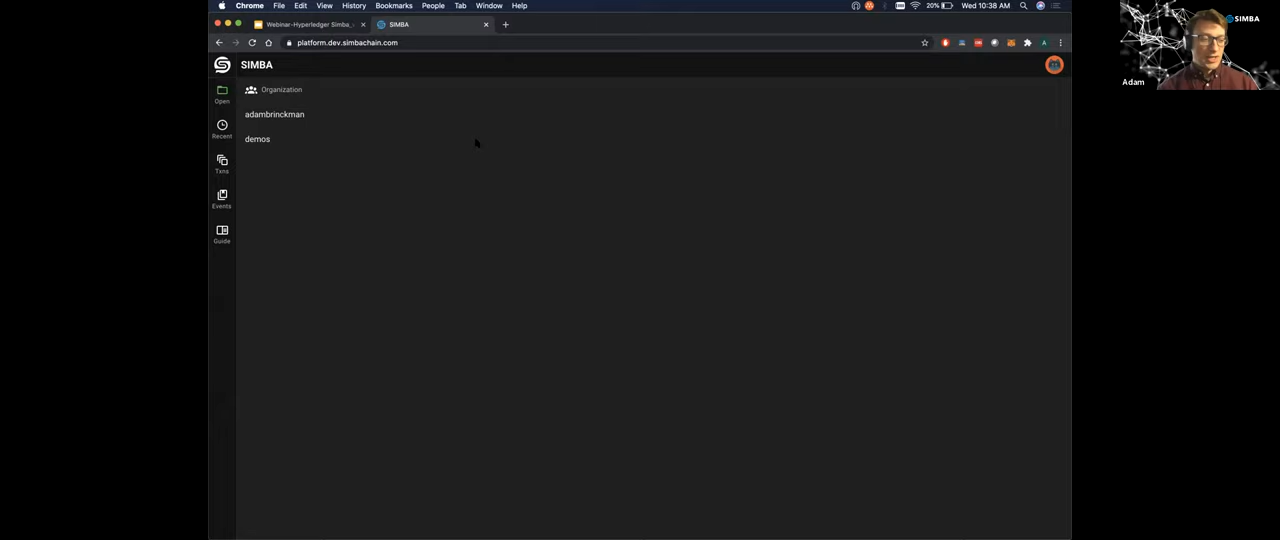 Chrome File Edit View History Bookmarks People Tab Window Help 20% Wed 10:38 AM
Webinar-Hyperledger Simba_
SIMBA
platform.dev.simbachain.com
A
SIMBA
Organization
Open
adambrinckman
Recent
demos
Txns
Events
Guide
SIMBA
Adam